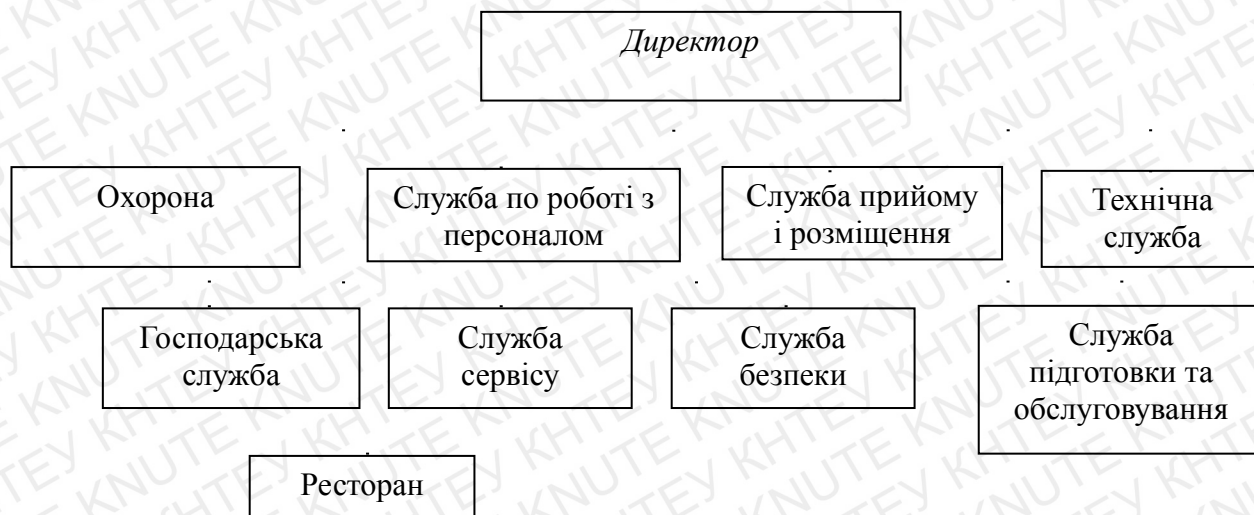 Директор
Охорона
Служба по роботі з
персоналом
Служба прийому
і розміщення
Технічна
служба
Господарська
служба
Служба
сервісу
Служба
безпеки
Служба
підготовки та
обслуговування
Ресторан